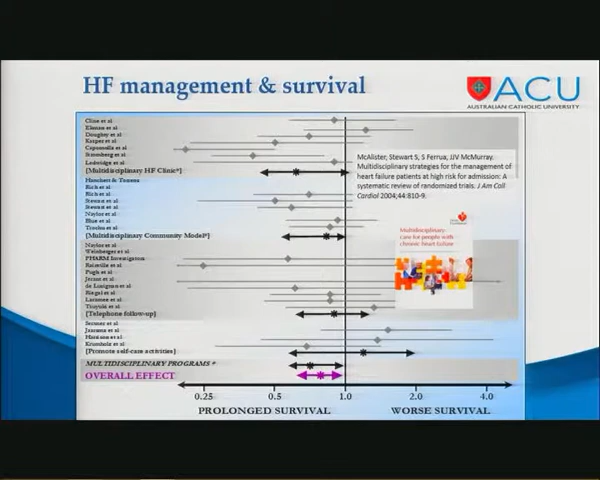 HF management & survival
ACU
AUSTRALIAN CATHOLIC UNIVERSITY
Cline et al
Ekman et al
Doughty et al
Kasper et al
Capomolla et al
Stromberg et al
Ledwidge et al
[Multidisciplinary HF Clinic*]
McAlister, Stewart S, S Ferrua, JJV McMurray.
Multidisciplinary strategies for the management of
heart failure patients at high risk for admission: A
systematic review of randomized trials. J Am Coll
Cardiol 2004;44:810-9.
Rich et al
Rich et al
Stewart et al
Stewart et al
Naylor et al
Blue et al
[Multidisciplinary Community Model*]
Multidisciplinary
care for people with
chronic heart failure
Naylor et al
Weinberger et al
PHARM Investigators
Rainville et al
Pugh et al
Jerant et al
de Lusignan et al
Riegel et al
Laramee et al
[Telephone follow-up]
Serxner et al
Jaarsma et al
Krumholz et al
[Promote self-care activities]
MULTIDISCIPLINARY PROGRAMS *
OVERALL EFFECT
0.25 0.5 1.0 2.0 4.0
PROLONGED SURVIVAL WORSE SURVIVAL